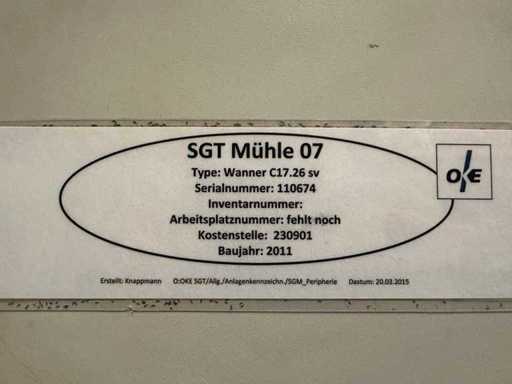 SGT Mühle 07
Type: Wanner C17.26 sv
Serialnummer: 110674
Inventarnummer:
Arbeitsplatznummer: fehlt noch
Kostenstelle: 230901
Baujahr: 2011
OKE
Erstellt: Knappmann O:OKE SGT/Allg./Anlagenkennzeichn./SGM_Peripherie Datum: 20.03.2015